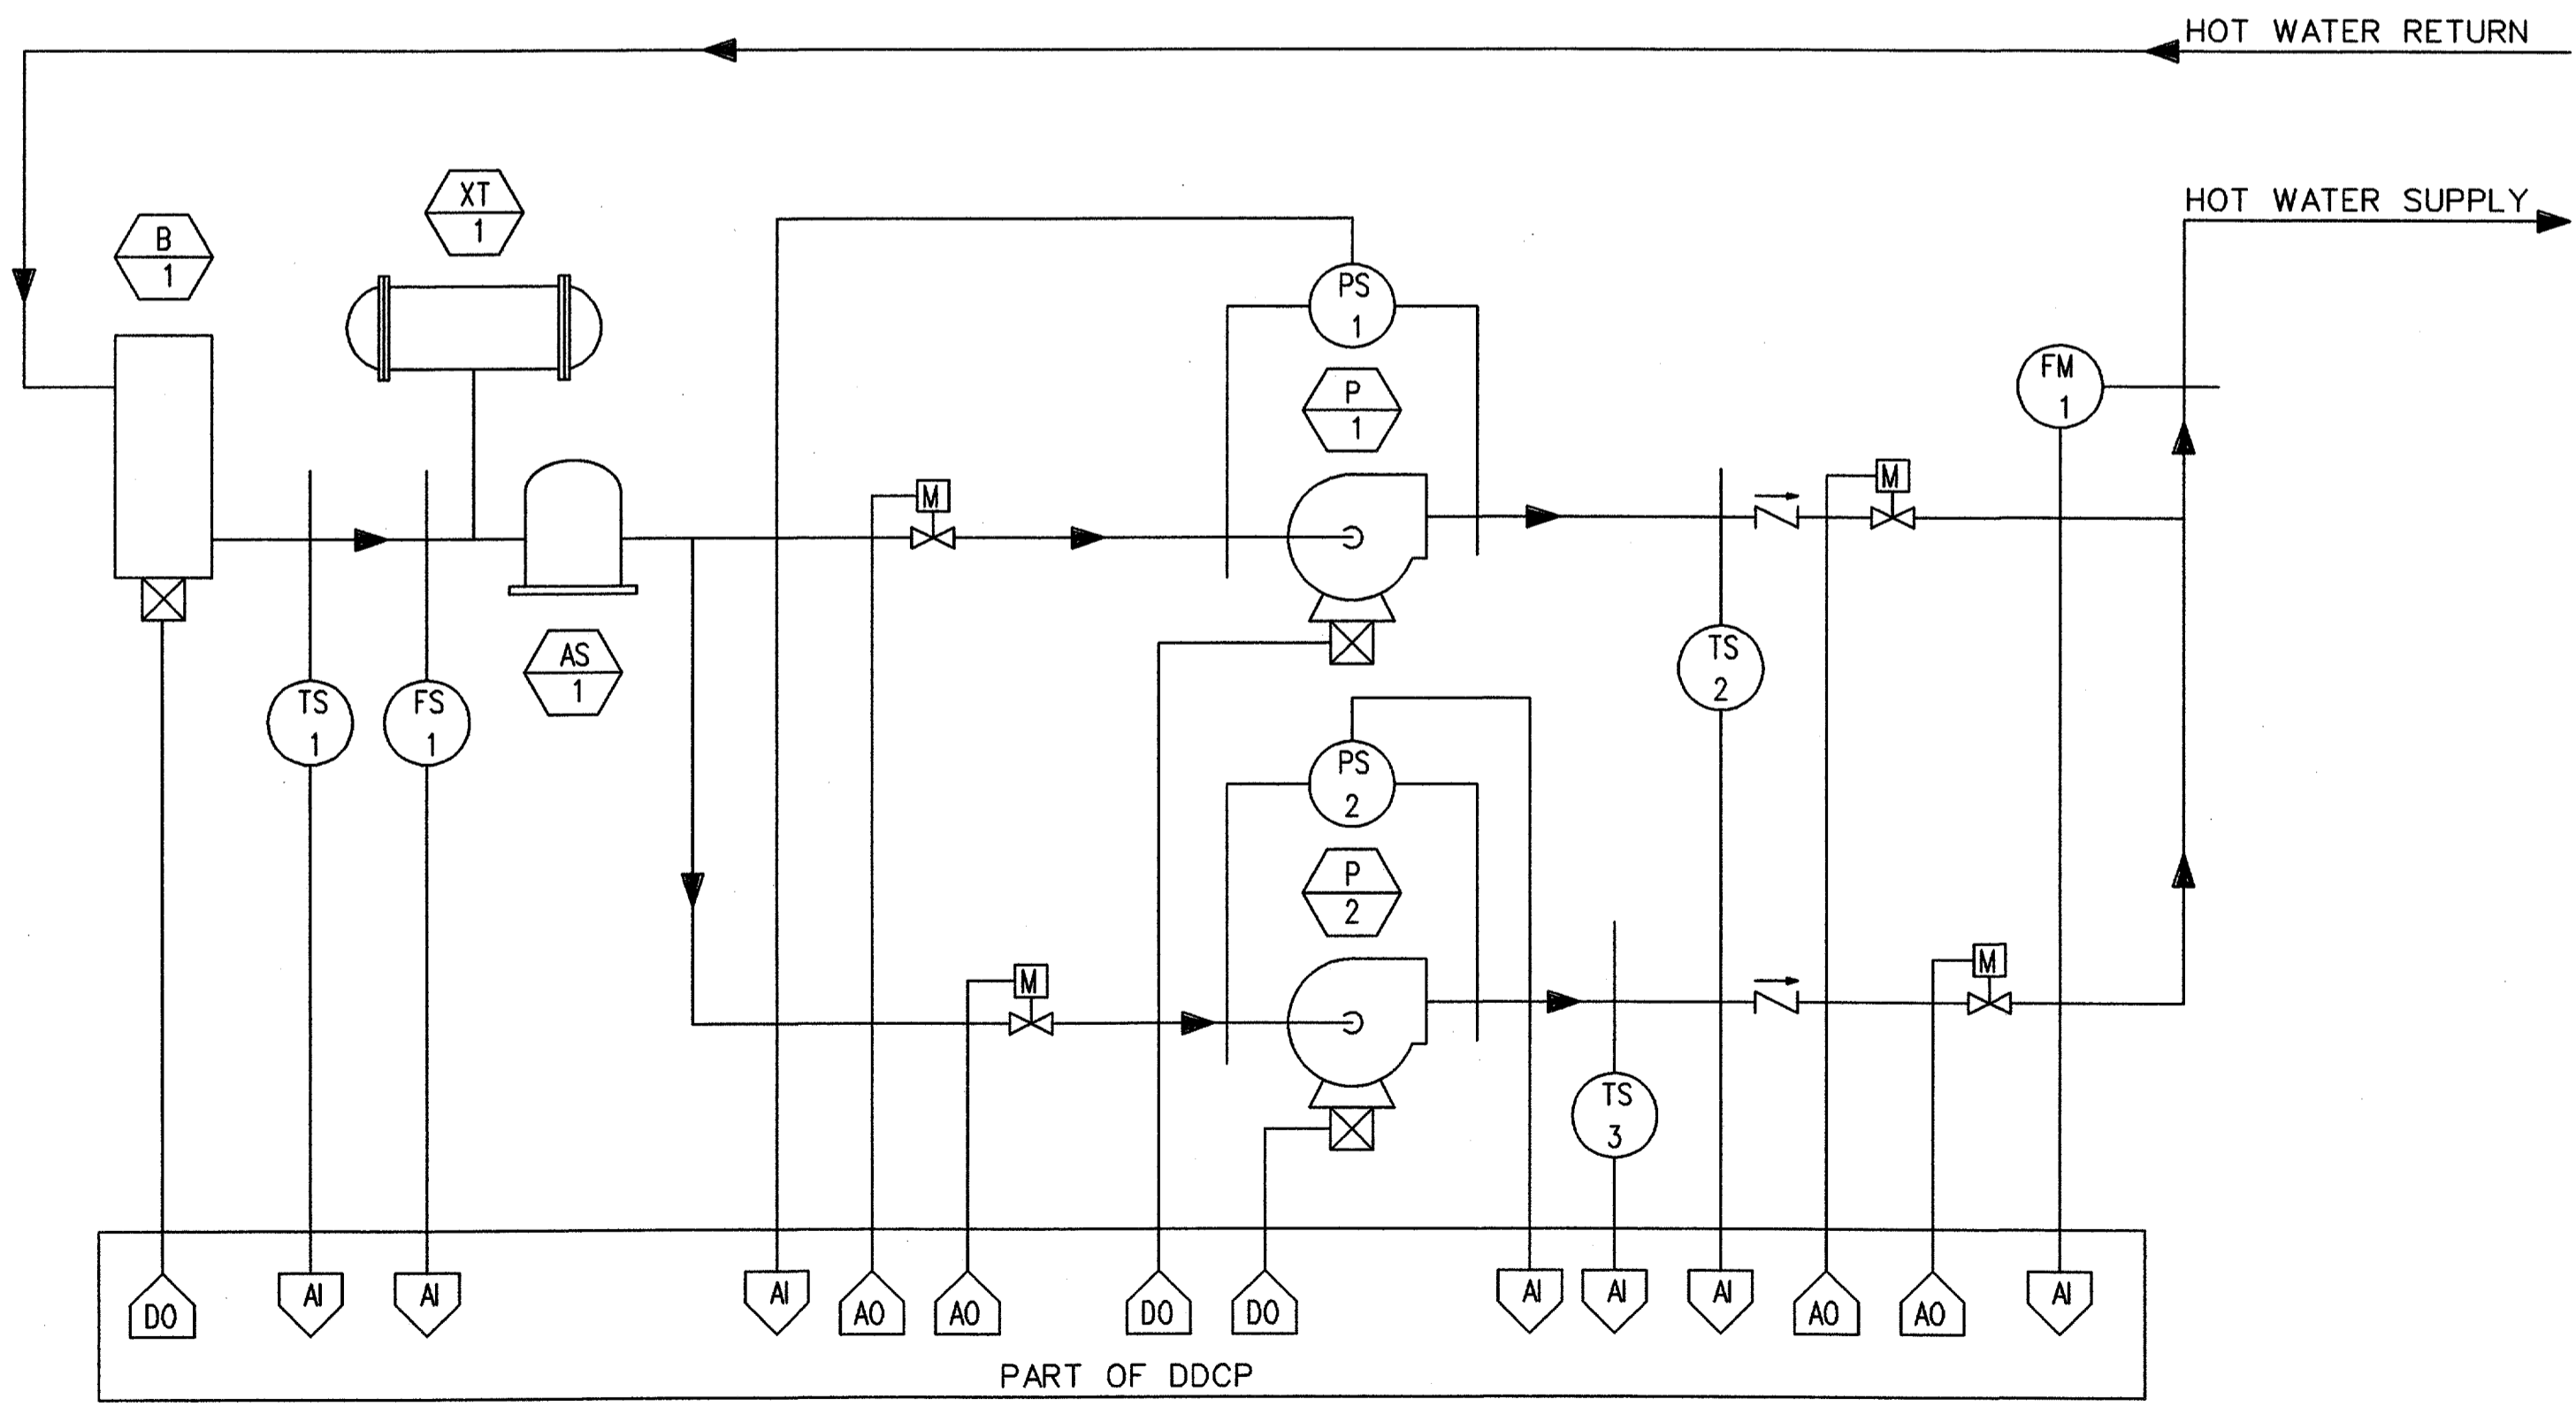 HOT WATER RETURN
XT
1
HOT WATER SUPPLY
B
1
PS
1
P
1
FM
1
M
M
AS
1
TS
1
FS
1
TS
2
PS
2
P
2
M
M
TS
3
DO
AI
AI
AI
AO
AO
DO
DO
AI
AI
AI
AO
AO
AI
PART OF DDCP